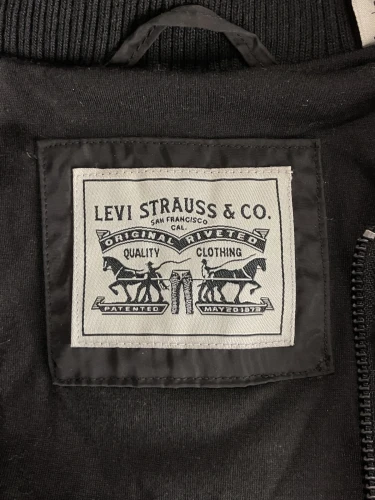 LEVI STRAUSS & CO.
SAN FRANCISCO
CAL.
ORIGINAL RIVETED
QUALITY CLOTHING
PATENTED MAY 20 1873